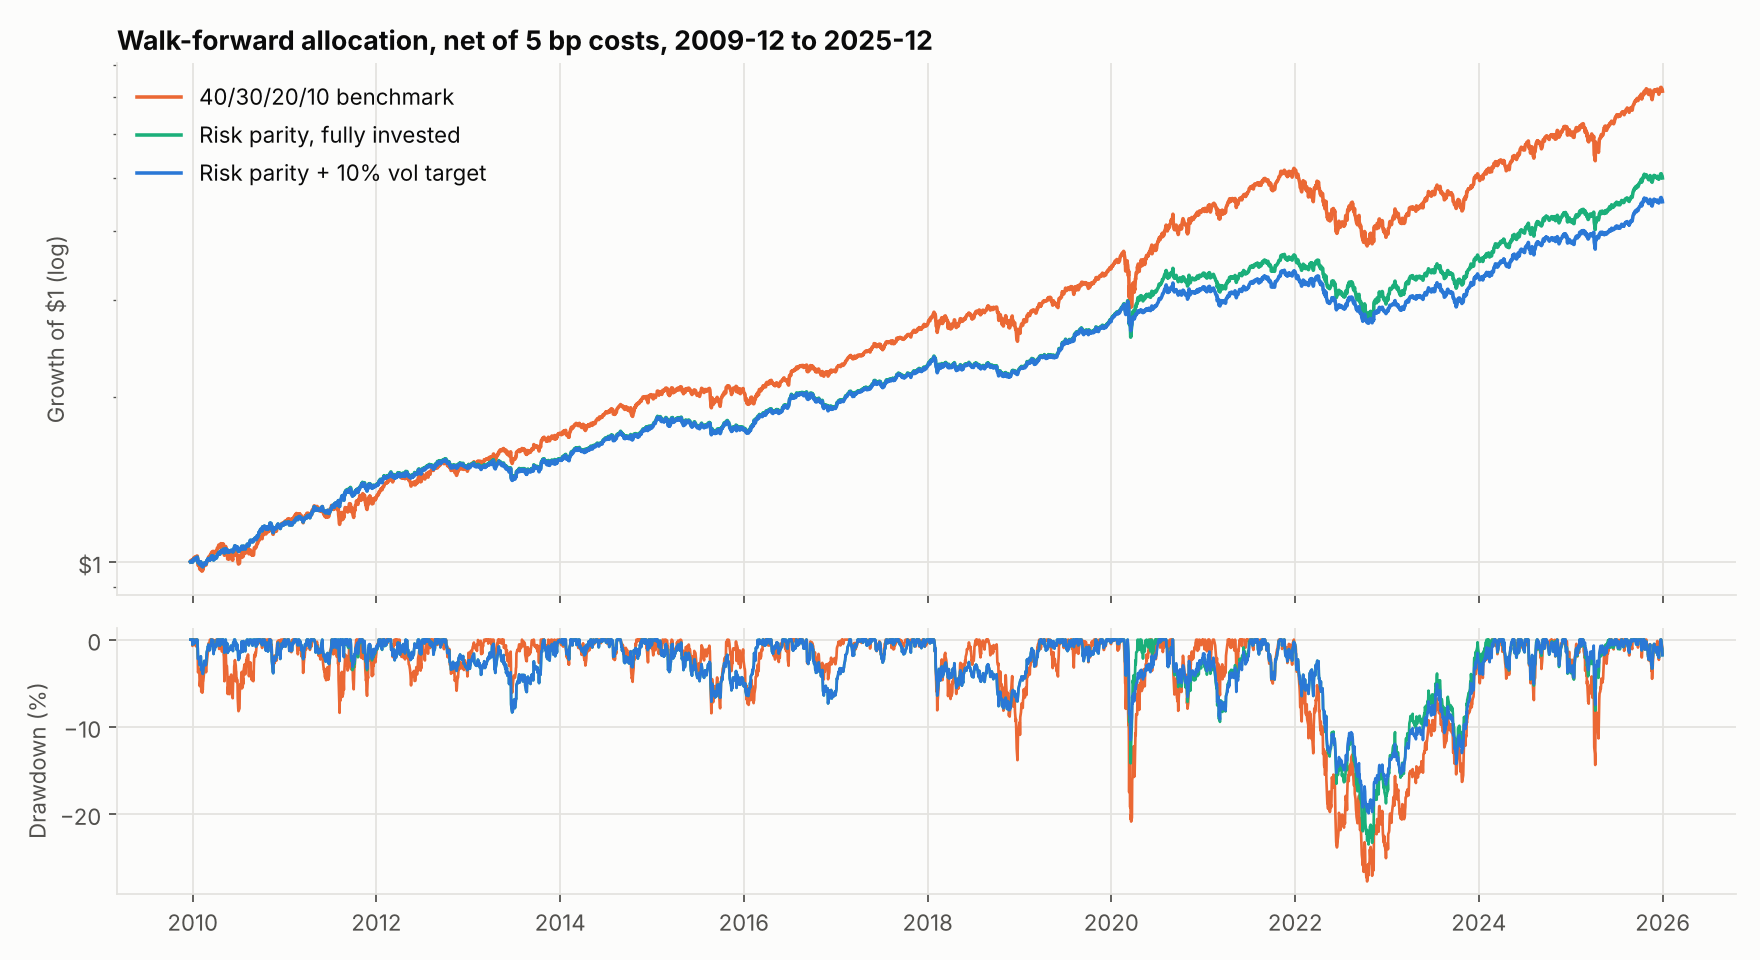 Walk-forward allocation, net of 5 bp costs, 2009-12 to 2025-12
40/30/20/10 benchmark
Risk parity, fully invested
Risk parity + 10% vol target
Growth of $1 (log)
$1
Drawdown (%)
0
−10
−20
2010 2012 2014 2016 2018 2020 2022 2024 2026